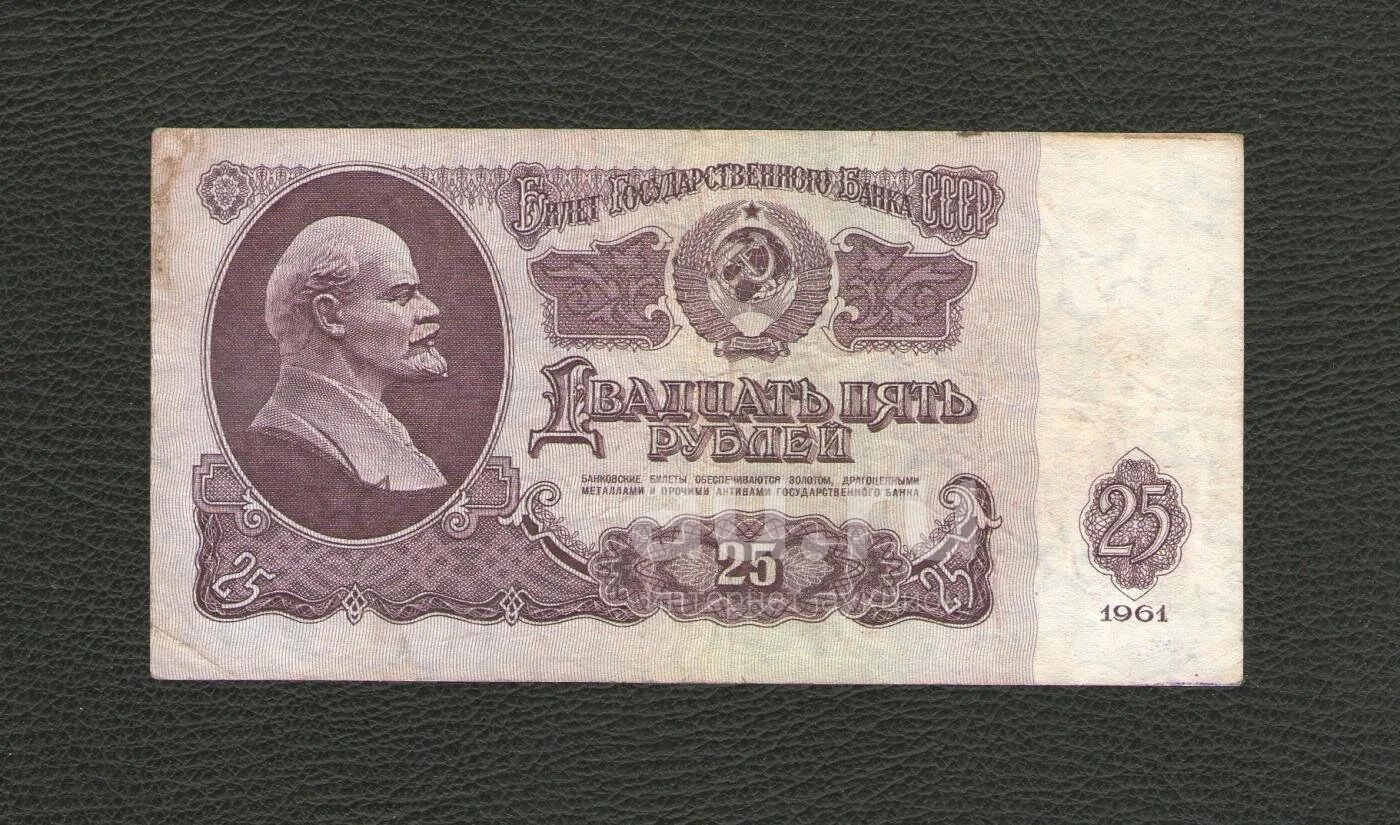 Билет Государственного Банка СССР
Двадцать пять
рублей
БАНКОВСКИЕ БИЛЕТЫ ОБЕСПЕЧИВАЮТСЯ ЗОЛОТОМ, ДРАГОЦЕННЫМИ
МЕТАЛЛАМИ И ПРОЧИМИ АКТИВАМИ ГОСУДАРСТВЕННОГО БАНКА
25
25
25
25
1961